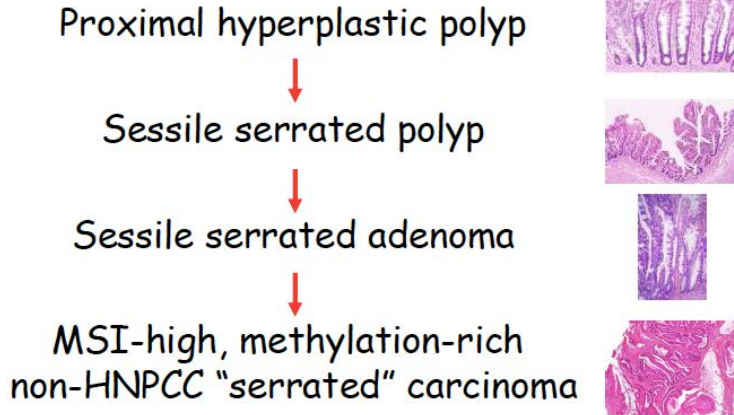 Proximal hyperplastic polyp
Sessile serrated polyp
Sessile serrated adenoma
MSI-high, methylation-rich
non-HNPCC “serrated” carcinoma